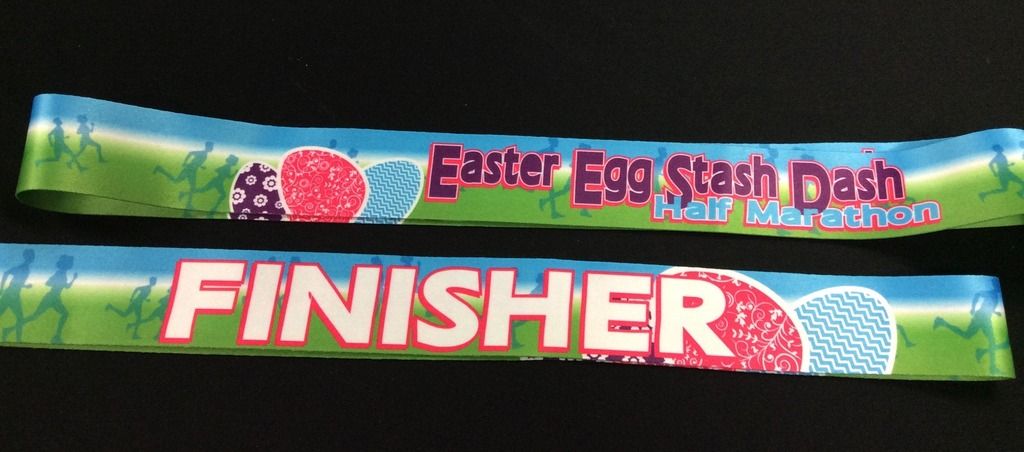 Easter Egg Stash Dash
Half Marathon
FINISHER